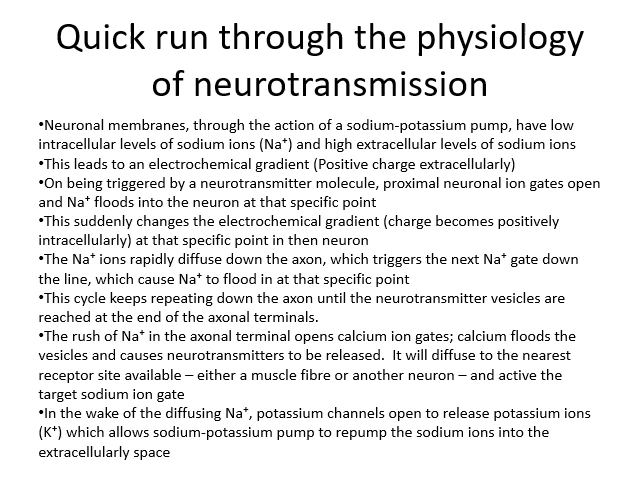 Quick run through the physiology
of neurotransmission
•Neuronal membranes, through the action of a sodium-potassium pump, have low
intracellular levels of sodium ions (Na⁺) and high extracellular levels of sodium ions
•This leads to an electrochemical gradient (Positive charge extracellularly)
•On being triggered by a neurotransmitter molecule, proximal neuronal ion gates open
and Na⁺ floods into the neuron at that specific point
•This suddenly changes the electrochemical gradient (charge becomes positively
intracellularly) at that specific point in then neuron
•The Na⁺ ions rapidly diffuse down the axon, which triggers the next Na⁺ gate down
the line, which cause Na⁺ to flood in at that specific point
•This cycle keeps repeating down the axon until the neurotransmitter vesicles are
reached at the end of the axonal terminals.
•The rush of Na⁺ in the axonal terminal opens calcium ion gates; calcium floods the
vesicles and causes neurotransmitters to be released.  It will diffuse to the nearest
receptor site available – either a muscle fibre or another neuron – and active the
target sodium ion gate
•In the wake of the diffusing Na⁺, potassium channels open to release potassium ions
(K⁺) which allows sodium-potassium pump to repump the sodium ions into the
extracellularly space